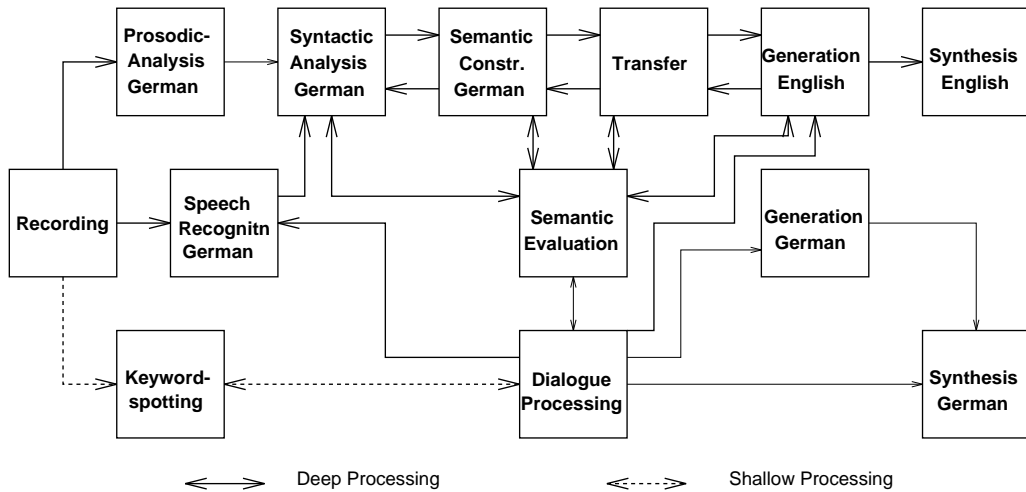 Prosodic-
Analysis
German
Syntactic
Analysis
German
Semantic
Constr.
German
Transfer
Generation
English
Synthesis
English
Recording
Speech
Recognitn
German
Semantic
Evaluation
Generation
German
Keyword-
spotting
Dialogue
Processing
Synthesis
German
Deep Processing
Shallow Processing